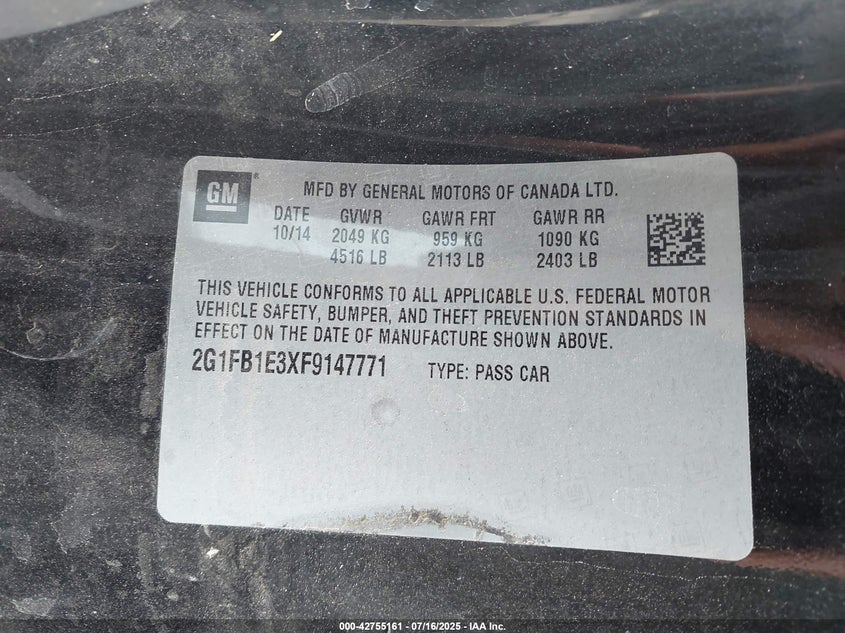 GM ®
MFD BY GENERAL MOTORS OF CANADA LTD.
DATE GVWR GAWR FRT GAWR RR
10/14 2049 KG 959 KG 1090 KG
4516 LB 2113 LB 2403 LB
THIS VEHICLE CONFORMS TO ALL APPLICABLE U.S. FEDERAL MOTOR
VEHICLE SAFETY, BUMPER, AND THEFT PREVENTION STANDARDS IN
EFFECT ON THE DATE OF MANUFACTURE SHOWN ABOVE.
2G1FB1E3XF9147771 TYPE: PASS CAR
000-42755161 - 07/16/2025 - IAA Inc.